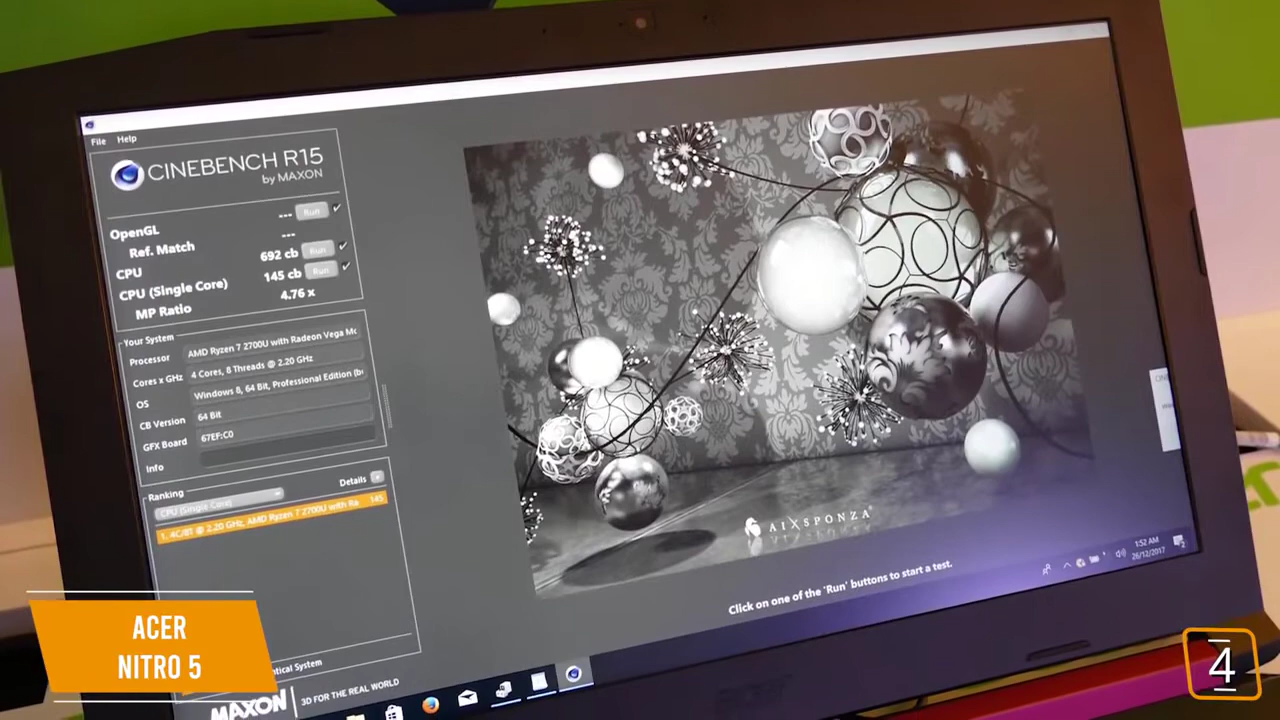 File Help
CINEBENCH R15
by MAXON
OpenGL --- Run
Ref. Match ---
CPU 692 cb Run
CPU (Single Core) 145 cb Run
MP Ratio 4.76 x
Your System
Processor AMD Ryzen 7 2700U with Radeon Vega Mc
Cores x GHz 4 Cores, 8 Threads @ 2.20 GHz
OS Windows 8, 64 Bit, Professional Edition (b
CB Version 64 Bit
GFX Board 67EF:C0
Info
Ranking Details
CPU (Single Core)
1. 4C/8T @ 2.20 GHz, AMD Ryzen 7 2700U with Ra 145
ntical System
MAXON 3D FOR THE REAL WORLD
AIXSPONZA
Click on one of the 'Run' buttons to start a test.
1:52 AM
26/12/2017
ACER
NITRO 5
4